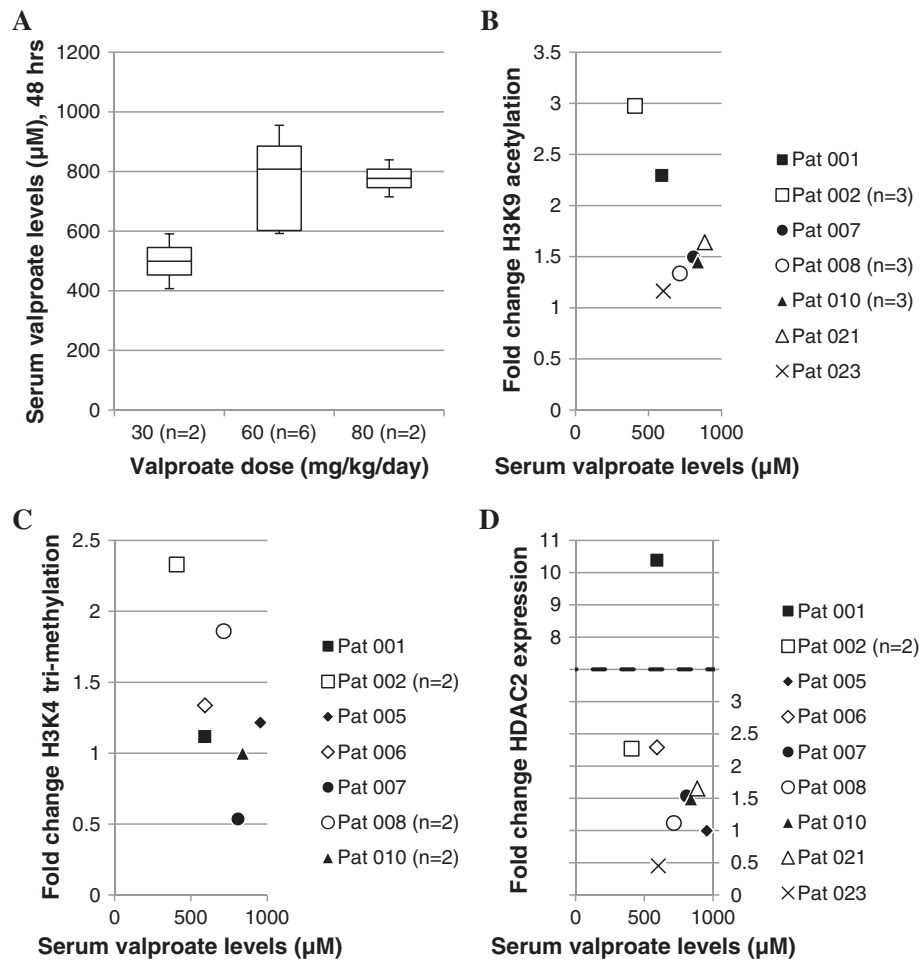 A
Serum valproate levels (µM), 48 hrs
1200
1000
800
600
400
200
0
30 (n=2)
60 (n=6)
80 (n=2)
Valproate dose (mg/kg/day)
B
Fold change H3K9 acetylation
3.5
3
2.5
2
1.5
1
0.5
0
0
500
1000
Serum valproate levels (µM)
Pat 001
Pat 002 (n=3)
Pat 007
Pat 008 (n=3)
Pat 010 (n=3)
Pat 021
Pat 023
C
Fold change H3K4 tri-methylation
2.5
2
1.5
1
0.5
0
0
500
1000
Serum valproate levels (µM)
Pat 001
Pat 002 (n=2)
Pat 005
Pat 006
Pat 007
Pat 008 (n=2)
Pat 010 (n=2)
D
Fold change HDAC2 expression
11
10
9
8
7
3
2.5
2
1.5
1
0.5
0
0
500
1000
Serum valproate levels (µM)
Pat 001
Pat 002 (n=2)
Pat 005
Pat 006
Pat 007
Pat 008
Pat 010
Pat 021
Pat 023